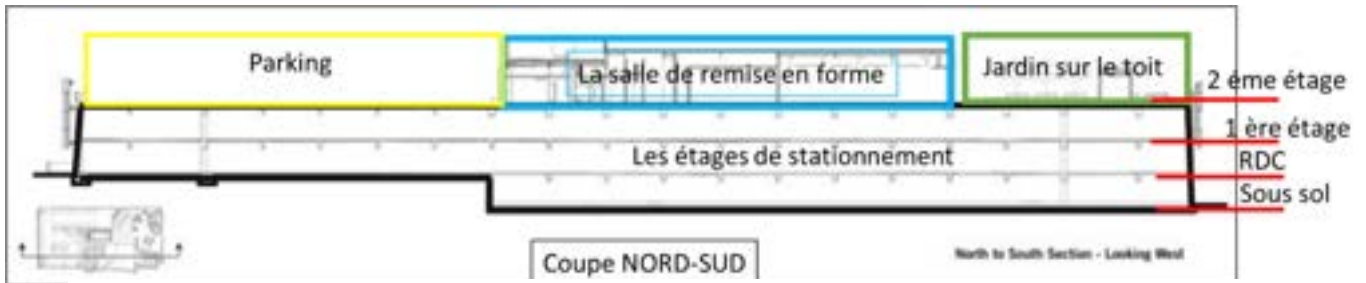 Parking
La salle de remise en forme
Jardin sur le toit
2 éme étage
1 ère étage
Les étages de stationnement
RDC
Sous sol
Coupe NORD-SUD
North to South Section - Looking West